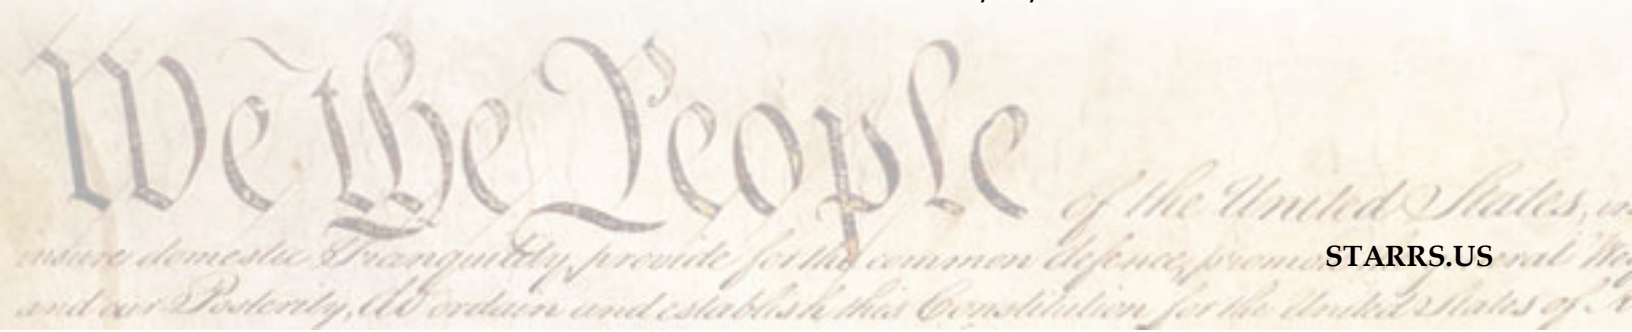 We the People of the United States,
insure domestic Tranquility, provide for the common defence,
STARRS.US
and our Posterity, do ordain and establish this Constitution for the United States of